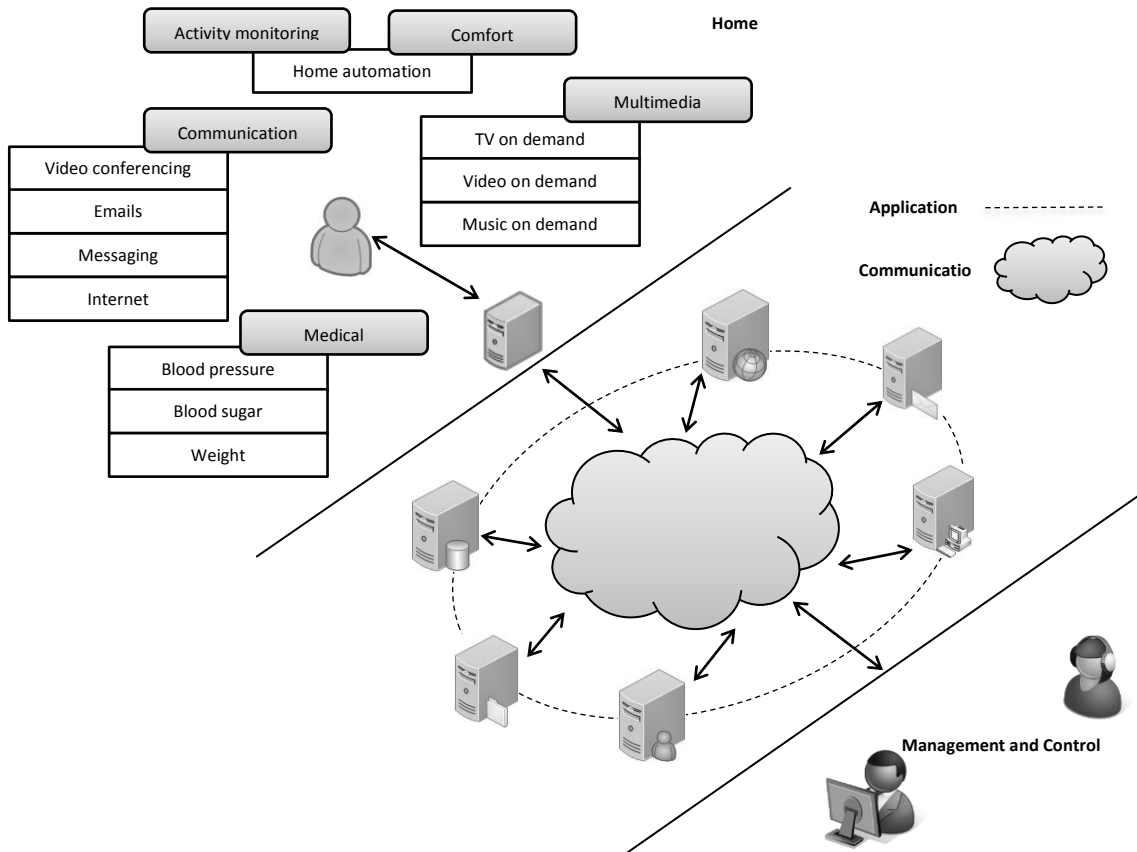 Activity monitoring
Comfort
Home
Home automation
Multimedia
TV on demand
Video on demand
Music on demand
Communication
Video conferencing
Emails
Messaging
Internet
Application
Communicatio
Medical
Blood pressure
Blood sugar
Weight
Management and Control